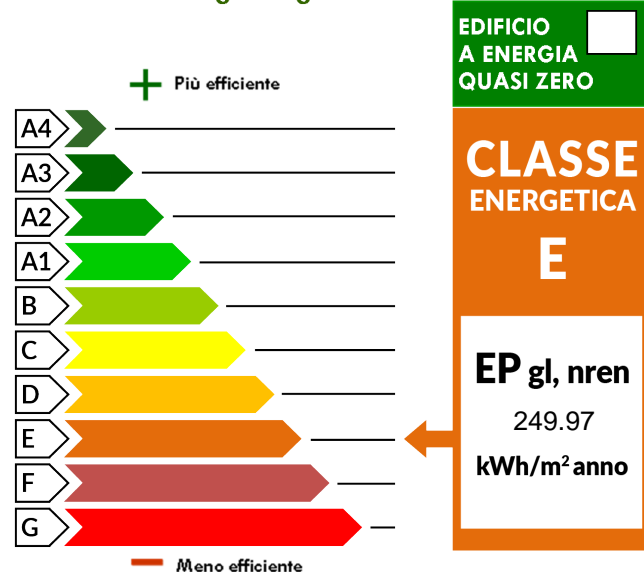 Più efficiente
A4
A3
A2
A1
B
C
D
E
F
G
Meno efficiente
EDIFICIO
A ENERGIA
QUASI ZERO
CLASSE
ENERGETICA
E
EP gl, nren
249.97
kWh/m² anno